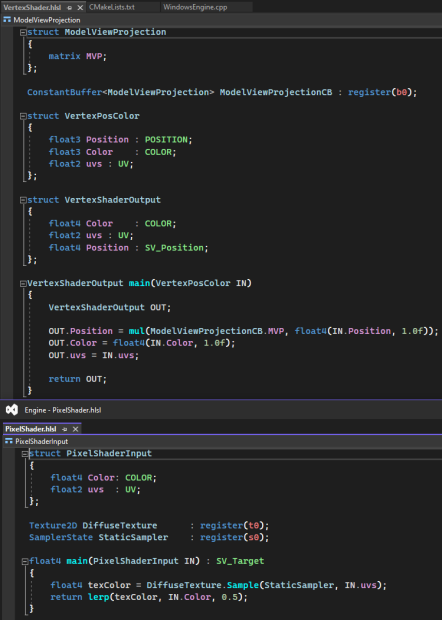 VertexShader.hlsl CMakeLists.txt WindowsEngine.cpp
ModelViewProjection
struct ModelViewProjection
{
matrix MVP;
};
ConstantBuffer<ModelViewProjection> ModelViewProjectionCB : register(b0);
struct VertexPosColor
{
float3 Position : POSITION;
float3 Color : COLOR;
float2 uvs : UV;
};
struct VertexShaderOutput
{
float4 Color : COLOR;
float2 uvs : UV;
float4 Position : SV_Position;
};
VertexShaderOutput main(VertexPosColor IN)
{
VertexShaderOutput OUT;
OUT.Position = mul(ModelViewProjectionCB.MVP, float4(IN.Position, 1.0f));
OUT.Color = float4(IN.Color, 1.0f);
OUT.uvs = IN.uvs;
return OUT;
}
Engine - PixelShader.hlsl
PixelShader.hlsl
PixelShaderInput
struct PixelShaderInput
{
float4 Color: COLOR;
float2 uvs : UV;
};
Texture2D DiffuseTexture : register(t0);
SamplerState StaticSampler : register(s0);
float4 main(PixelShaderInput IN) : SV_Target
{
float4 texColor = DiffuseTexture.Sample(StaticSampler, IN.uvs);
return lerp(texColor, IN.Color, 0.5);
}